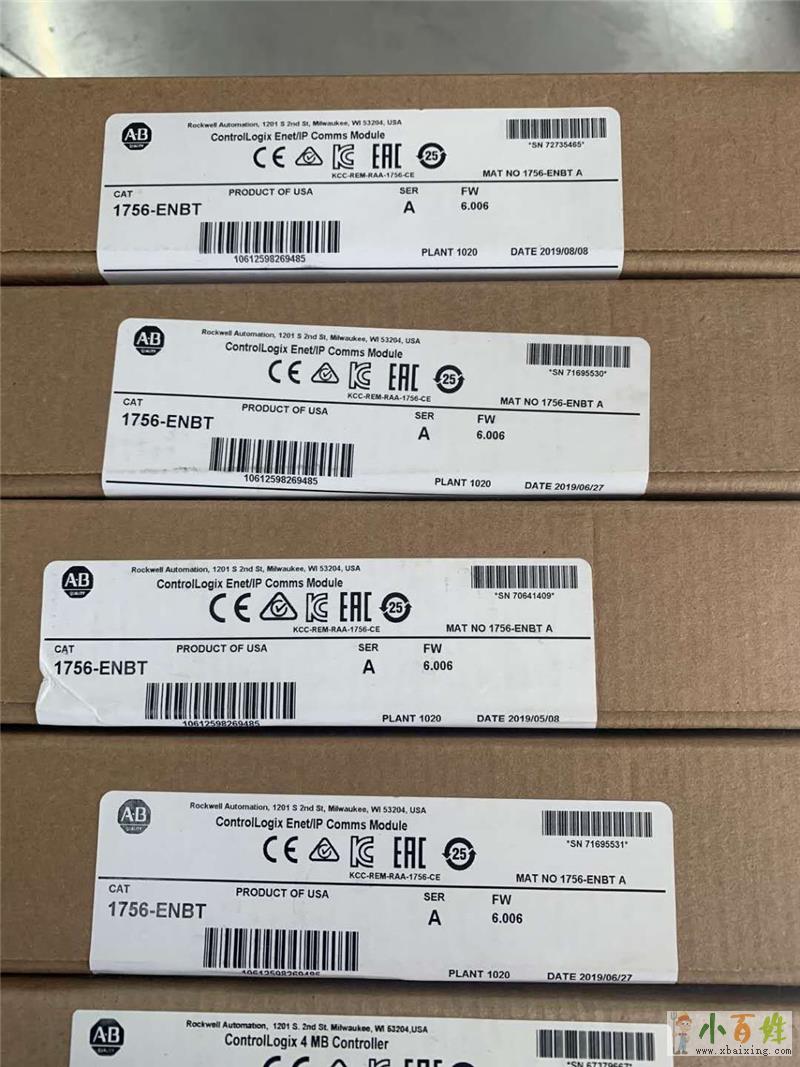 A-B
QUALITY
Rockwell Automation, 1201 S 2nd St, Milwaukee, WI 53204, USA
ControlLogix Enet/IP Comms Module
CE KC EAC 25
KCC-REM-RAA-1756-CE
*SN 72735465*
MAT NO 1756-ENBT A
CAT
1756-ENBT
PRODUCT OF USA
SER
A
FW
6.006
10612598269485
PLANT 1020
DATE 2019/08/08
A-B
QUALITY
Rockwell Automation, 1201 S 2nd St, Milwaukee, WI 53204, USA
ControlLogix Enet/IP Comms Module
CE KC EAC 25
KCC-REM-RAA-1756-CE
*SN 71695530*
MAT NO 1756-ENBT A
CAT
1756-ENBT
PRODUCT OF USA
SER
A
FW
6.006
10612598269485
PLANT 1020
DATE 2019/06/27
A-B
QUALITY
Rockwell Automation, 1201 S 2nd St, Milwaukee, WI 53204, USA
ControlLogix Enet/IP Comms Module
CE KC EAC 25
KCC-REM-RAA-1756-CE
*SN 70641409*
MAT NO 1756-ENBT A
CAT
1756-ENBT
PRODUCT OF USA
SER
A
FW
6.006
10612598269485
PLANT 1020
DATE 2019/05/08
A-B
QUALITY
Rockwell Automation, 1201 S 2nd St, Milwaukee, WI 53204, USA
ControlLogix Enet/IP Comms Module
CE KC EAC 25
KCC-REM-RAA-1756-CE
*SN 71695531*
MAT NO 1756-ENBT A
CAT
1756-ENBT
PRODUCT OF USA
SER
A
FW
6.006
10612598269485
PLANT 1020
DATE 2019/06/27
A-B
Rockwell Automation, 1201 S 2nd St. Milwaukee, WI 53204,USA
ControlLogix 4 MB Controller
小百姓
www.xbaixing.com